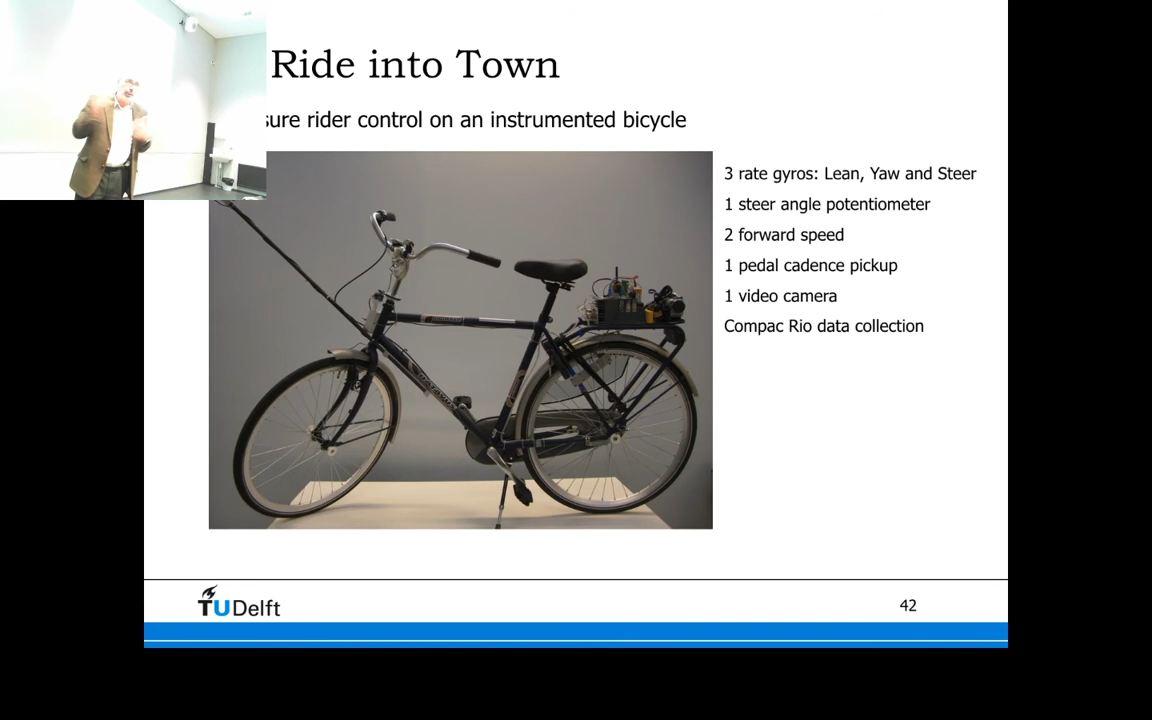 Ride into Town
sure rider control on an instrumented bicycle
3 rate gyros: Lean, Yaw and Steer
1 steer angle potentiometer
2 forward speed
1 pedal cadence pickup
1 video camera
Compac Rio data collection
TUDelft
42